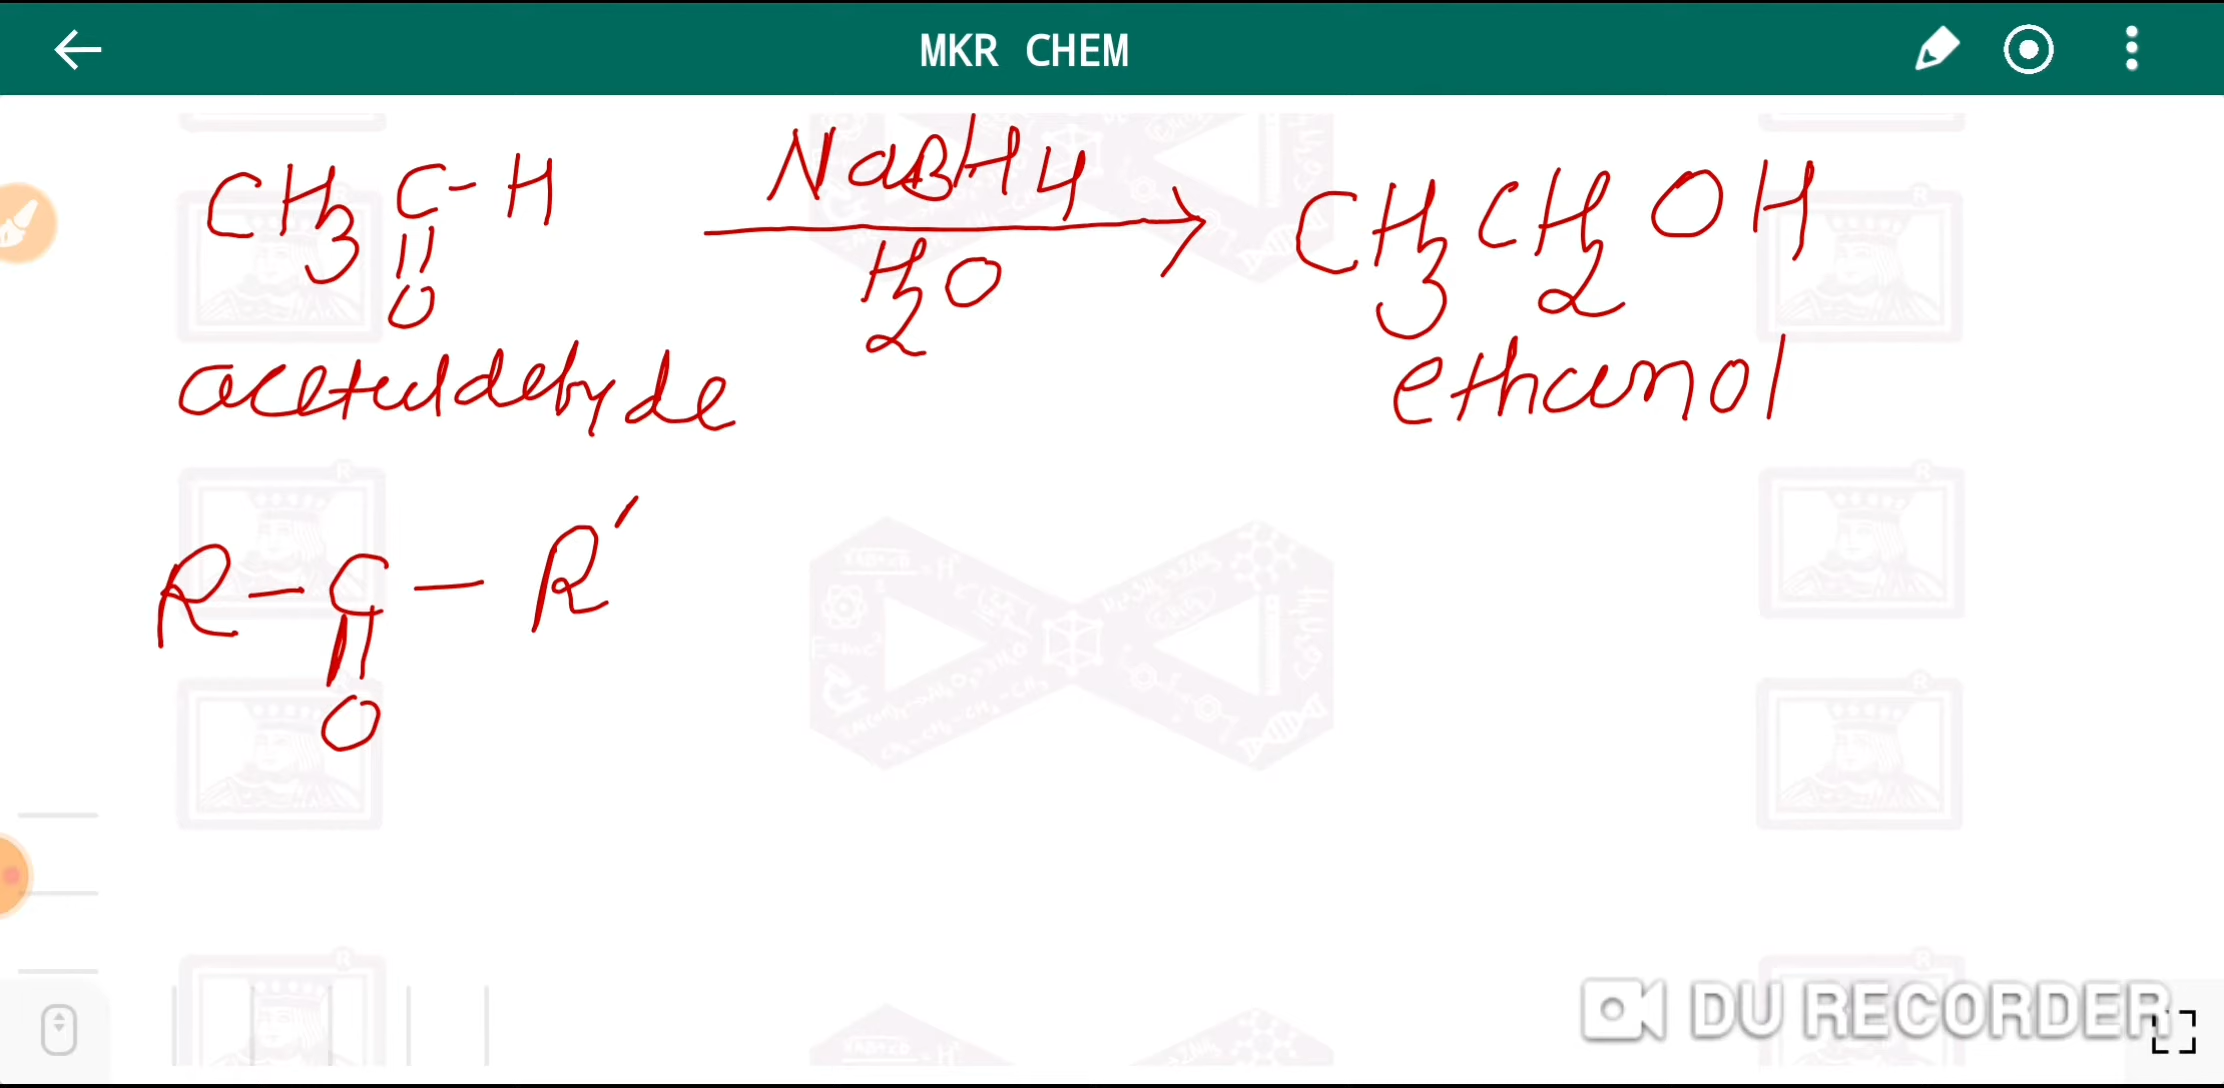 MKR CHEM
CH3 C-H NaBH4 CH3CH2OH
|| H2O
O
acetaldehyde ethanol
R-C-R'
||
O
DU RECORDER